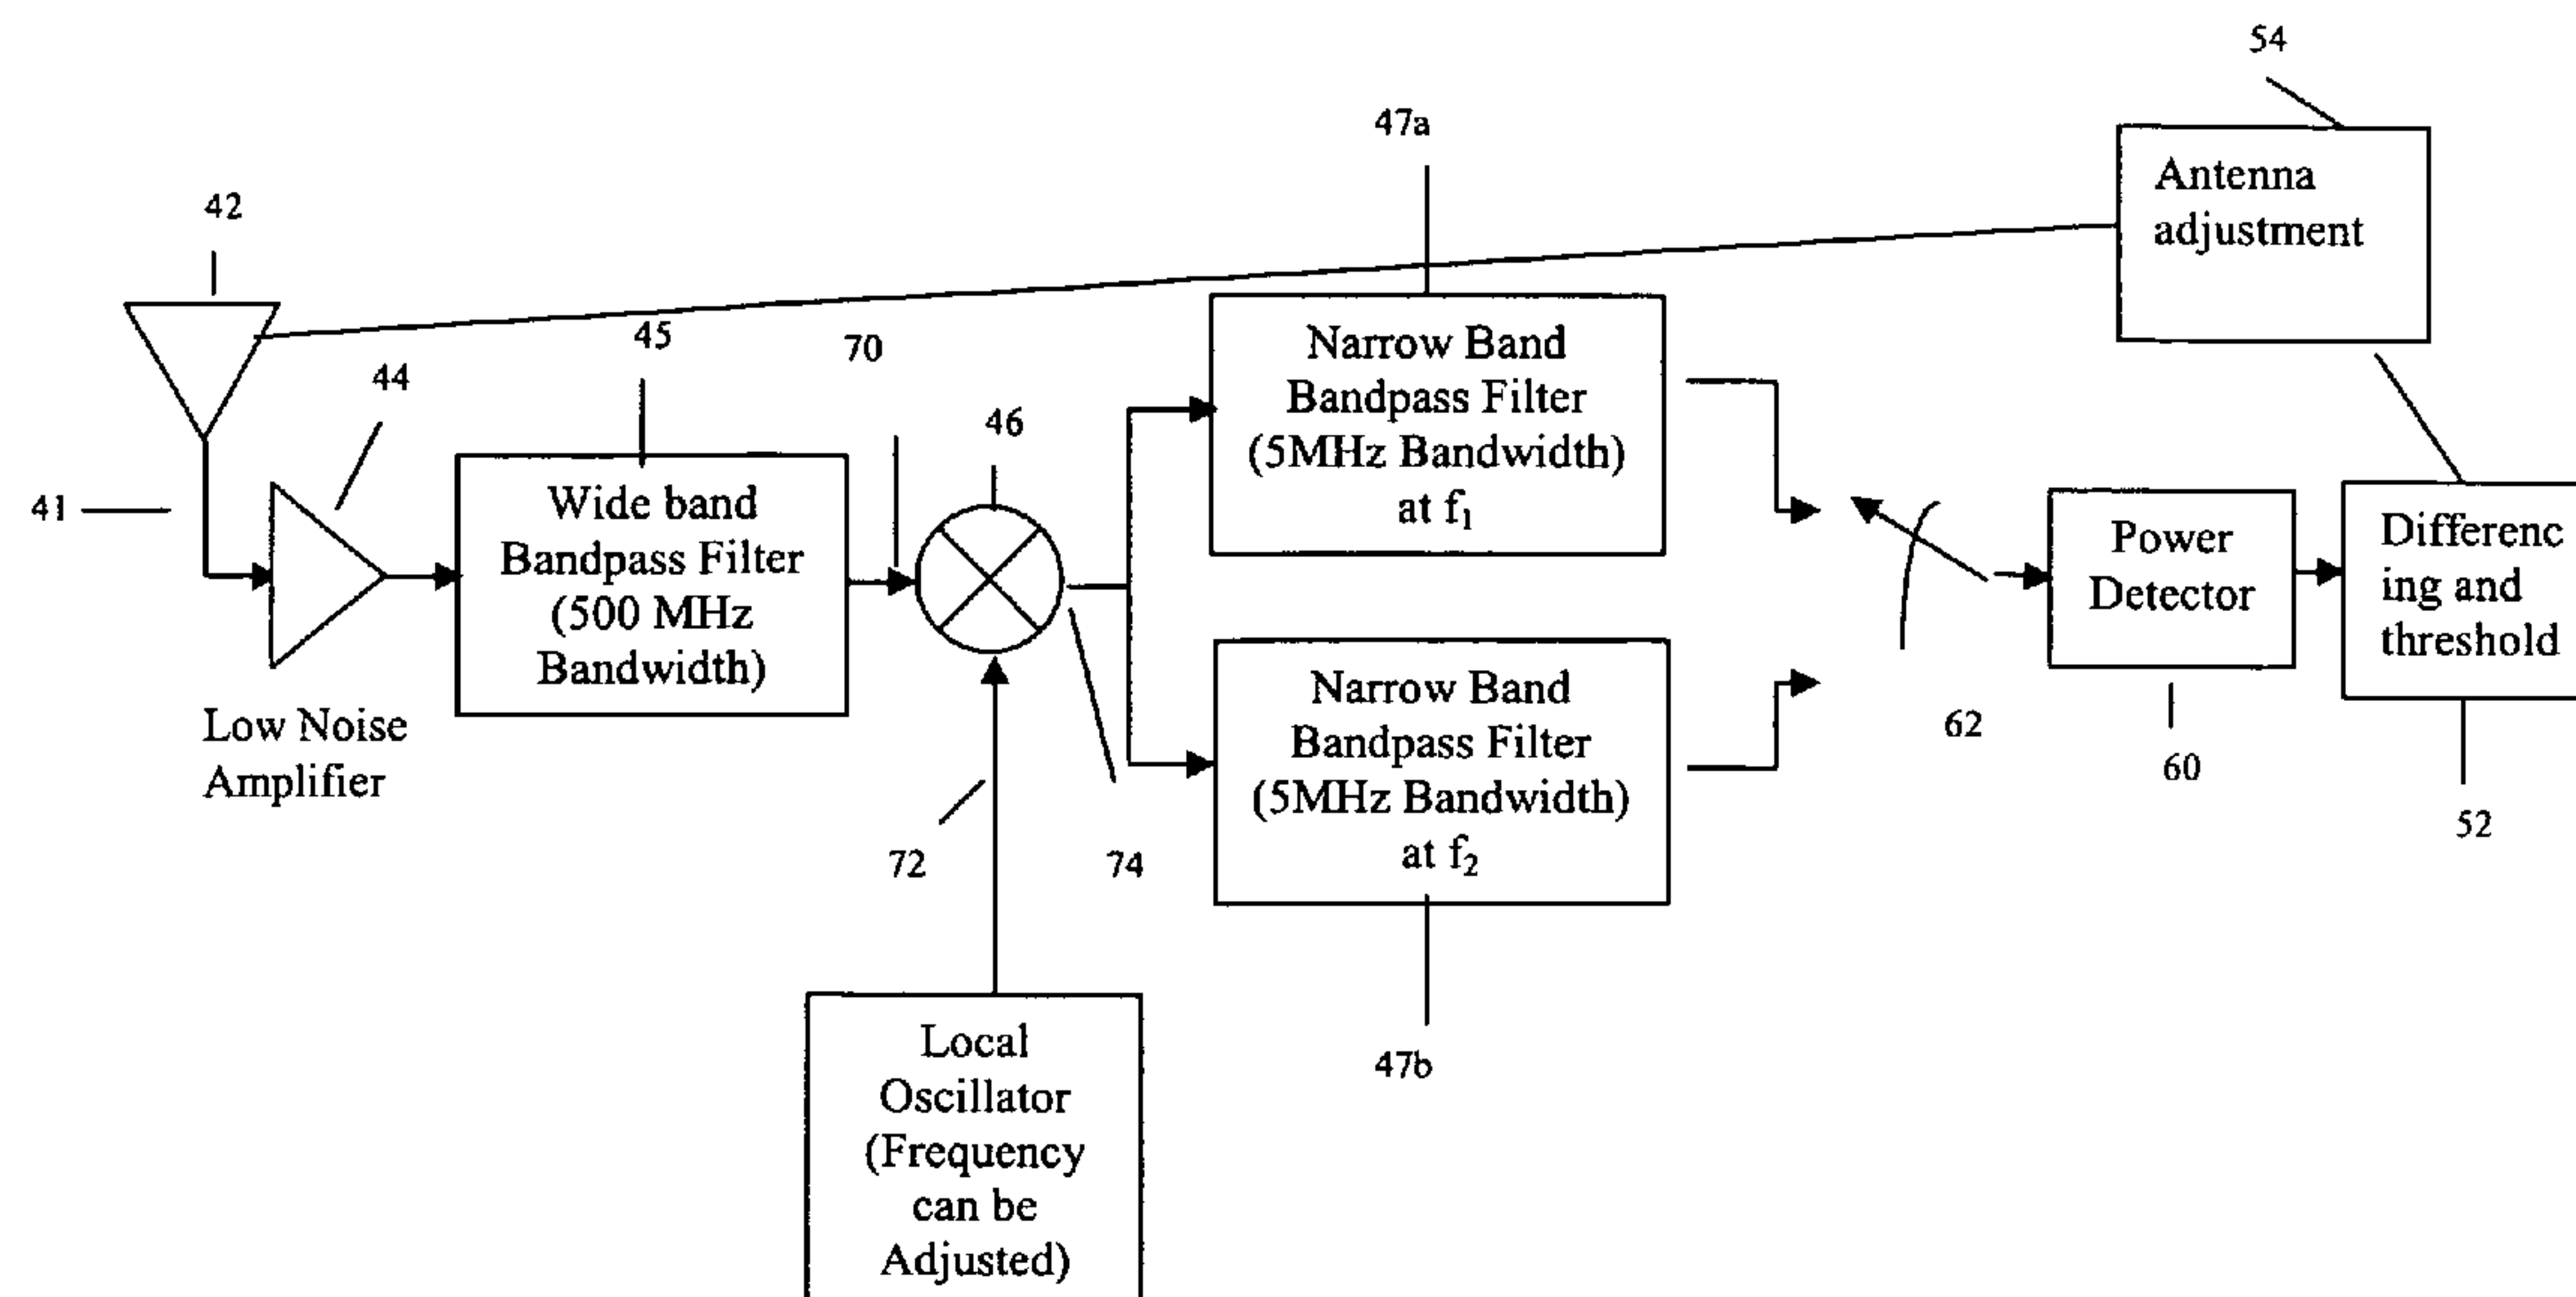 54
47a
Antenna
adjustment
42
45
70
44
46
41
Wide band
Bandpass Filter
(500 MHz
Bandwidth)
Narrow Band
Bandpass Filter
(5MHz Bandwidth)
at f₁
Power
Detector
Differenc
ing and
threshold
Low Noise
Amplifier
Narrow Band
Bandpass Filter
(5MHz Bandwidth)
at f₂
62
60
52
72
74
47b
Local
Oscillator
(Frequency
can be
Adjusted)